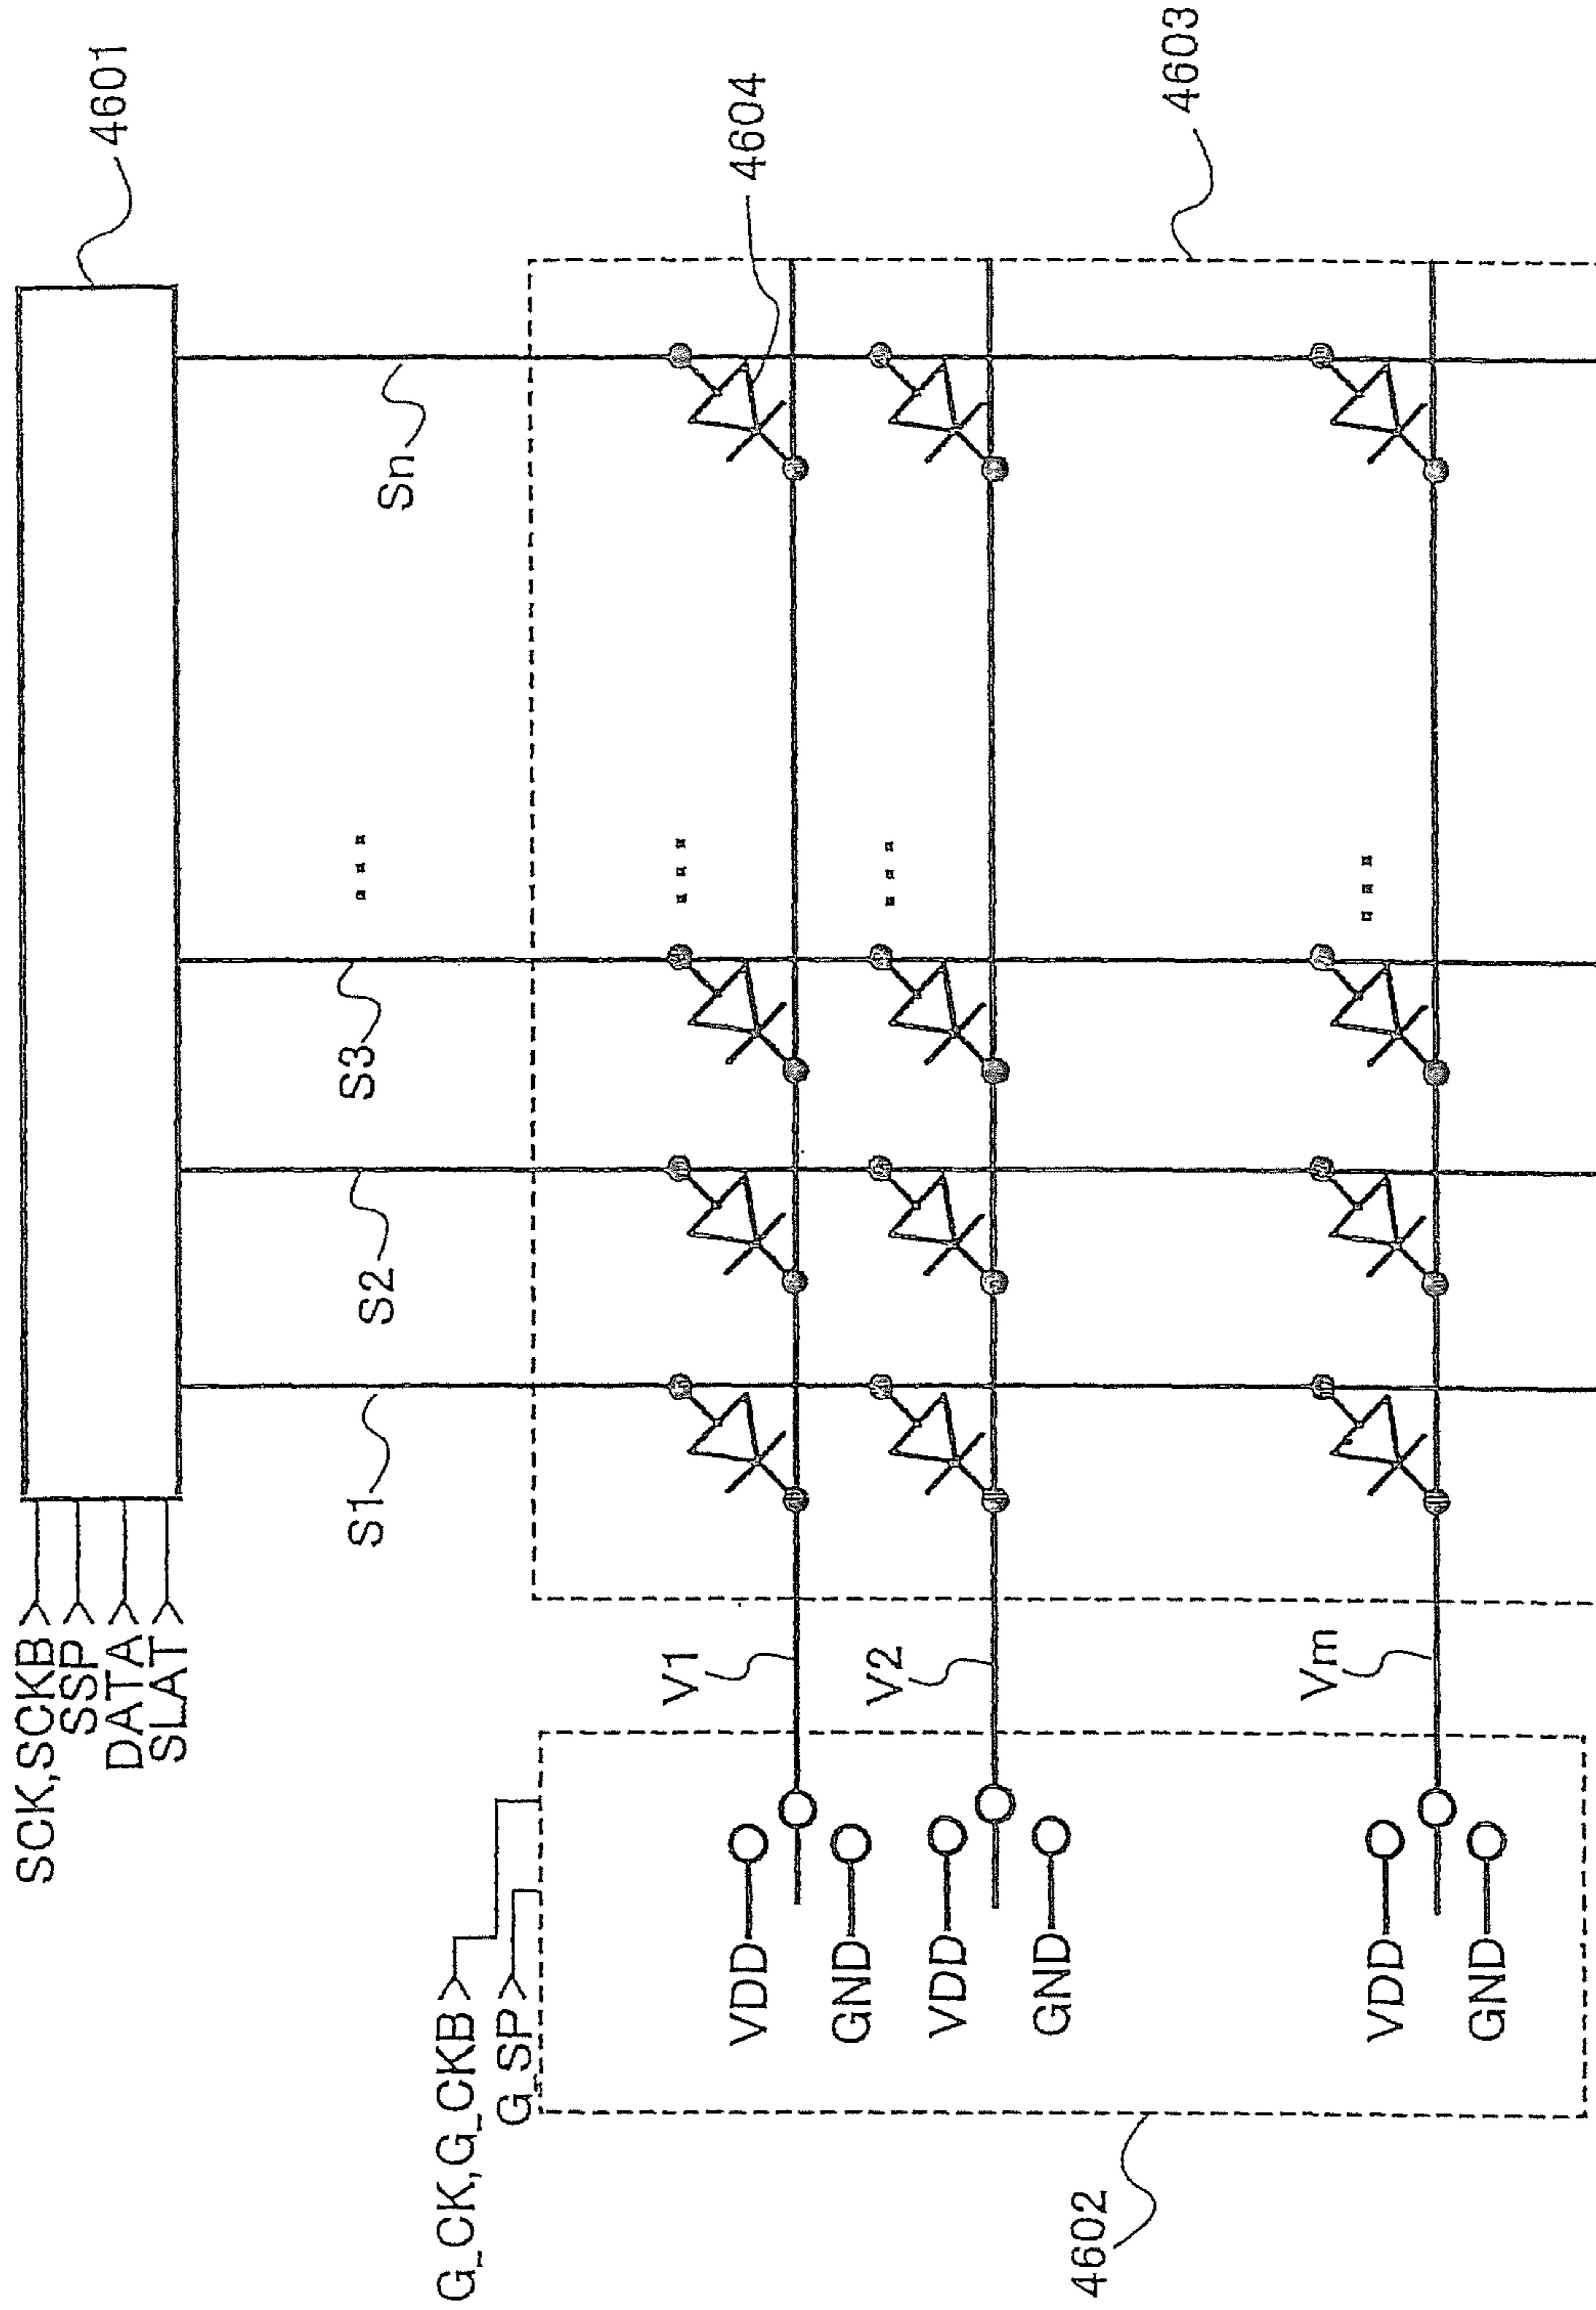 SCK,SCKB
SSP
DATA
SLAT
4601
S1
S2
S3
Sn
G_CK,G_CKB
G_SP
4604
V1
VDD
GND
V2
VDD
GND
4603
Vm
VDD
GND
4602